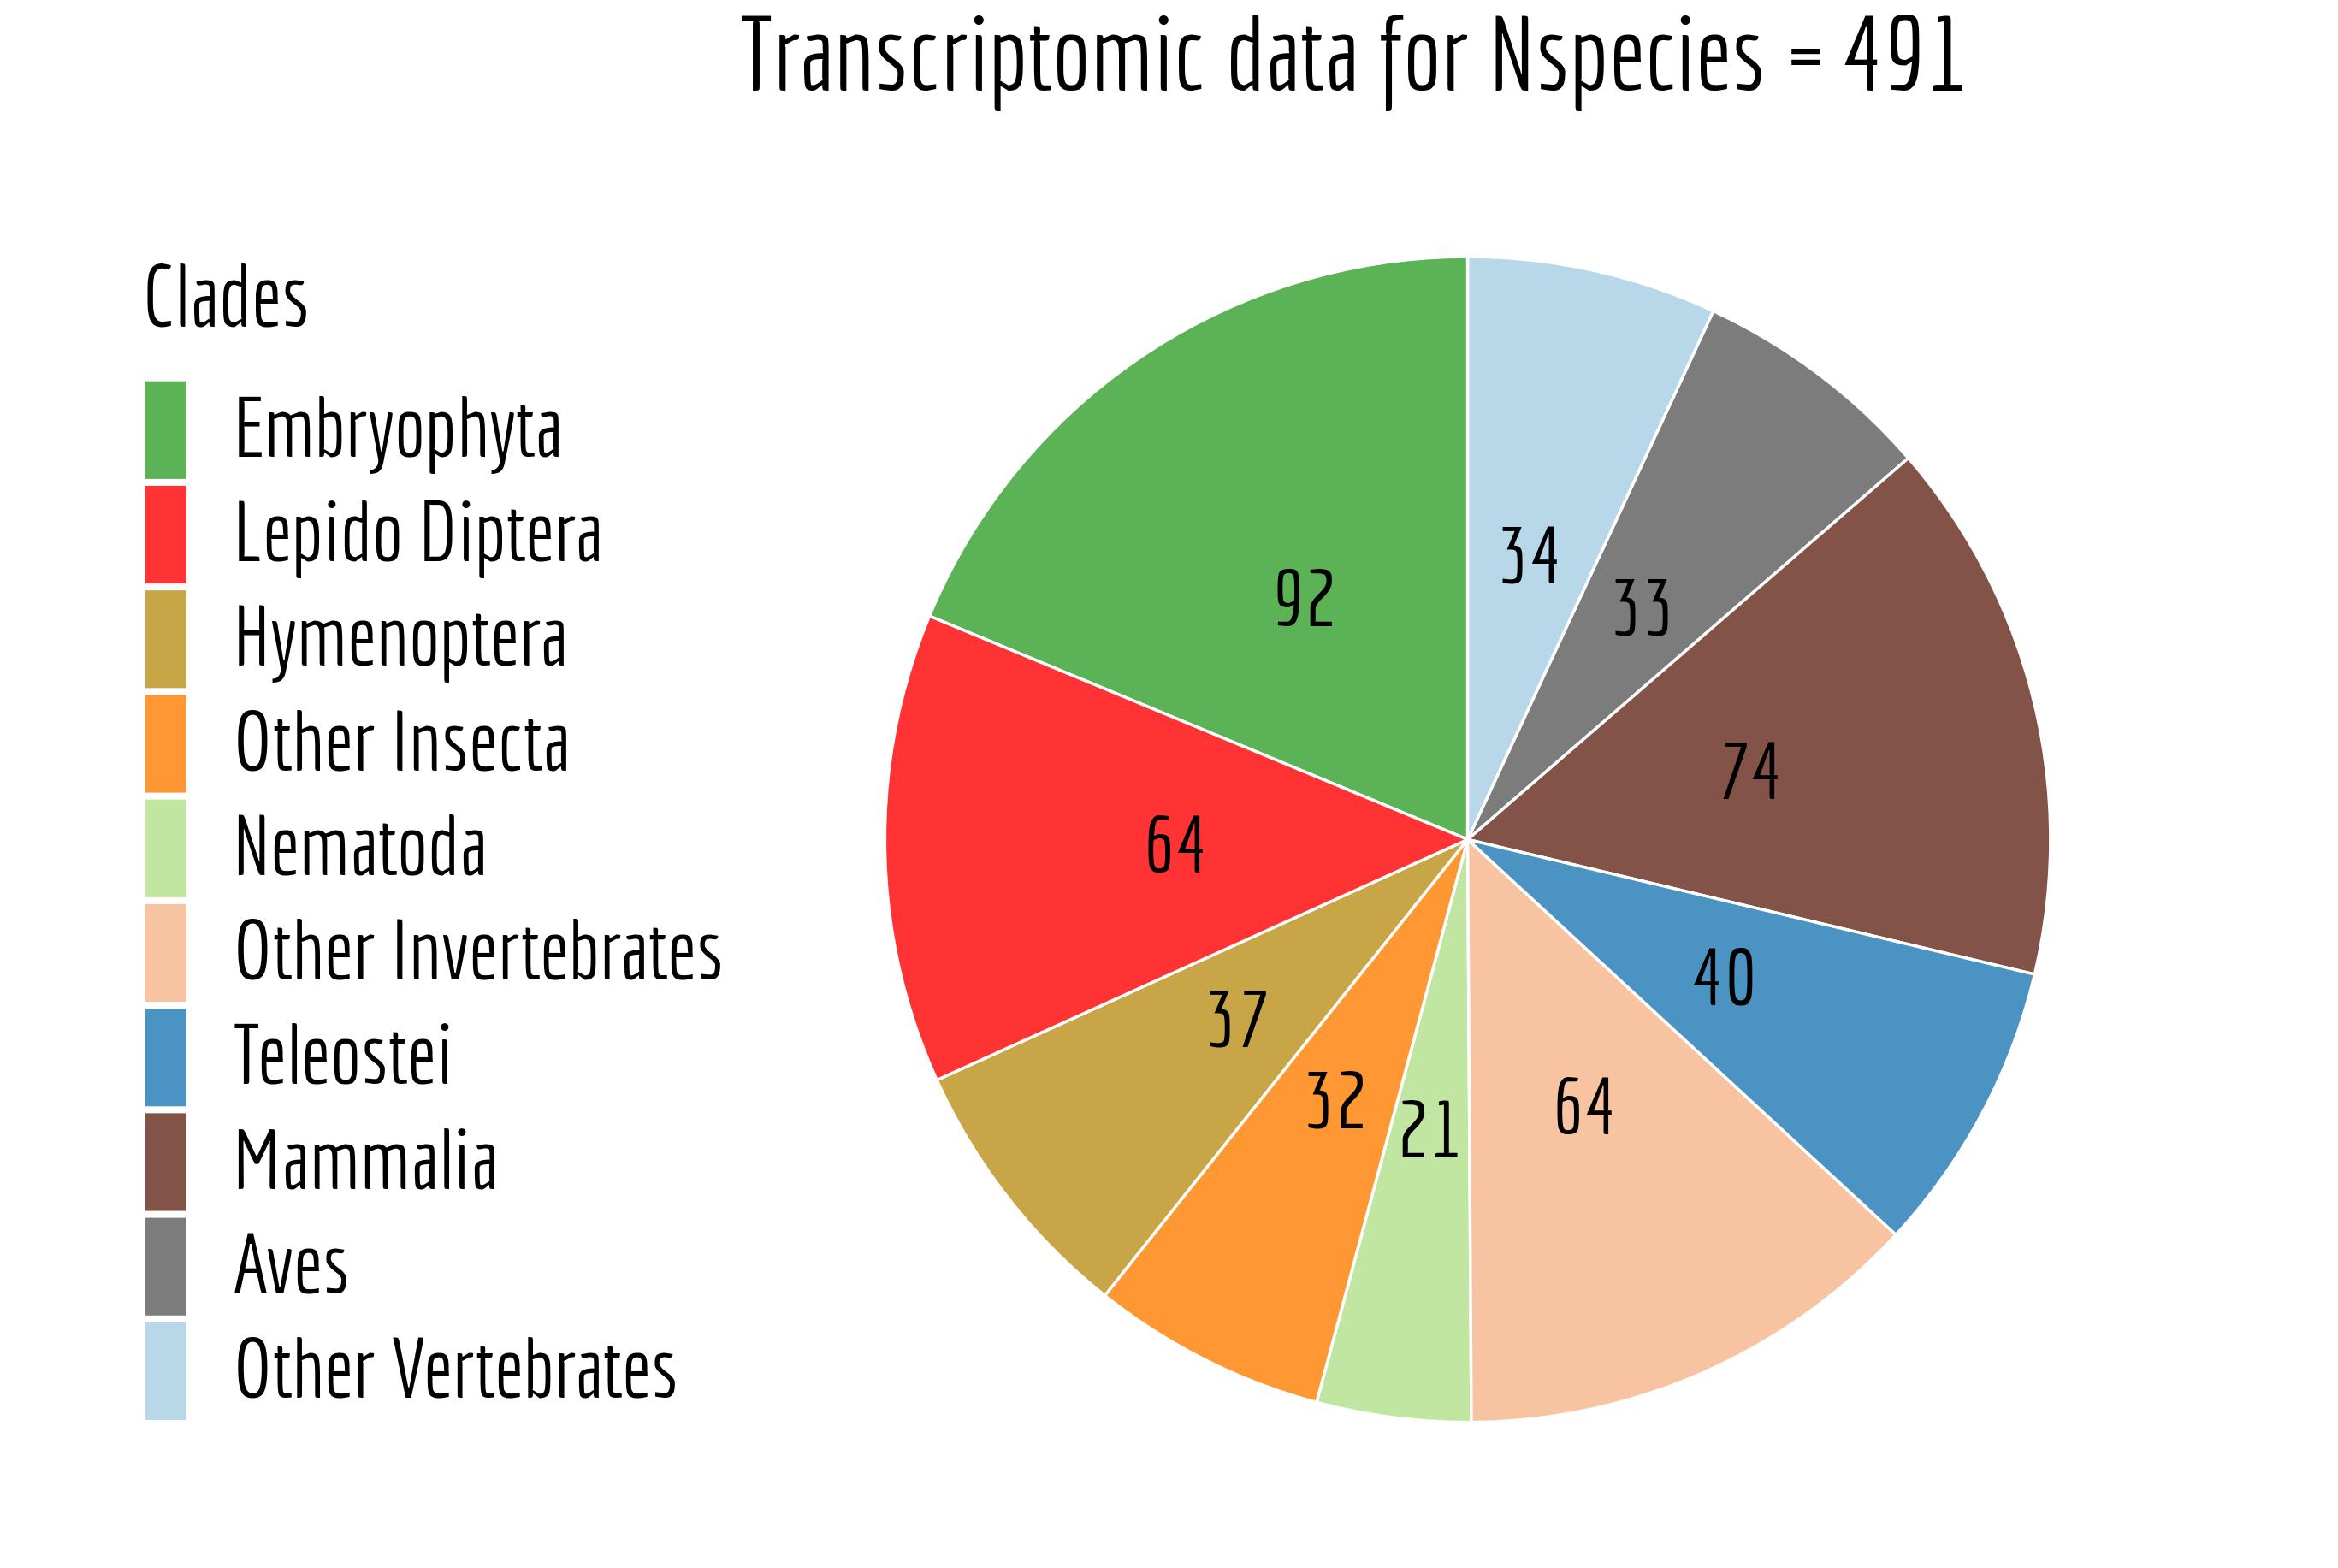 Transcriptomic data for Nspecies = 491
Clades
Embryophyta
Lepido Diptera
Hymenoptera
Other Insecta
Nematoda
Other Invertebrates
Teleostei
Mammalia
Aves
Other Vertebrates
34
92
33
74
64
40
37
32
64
21